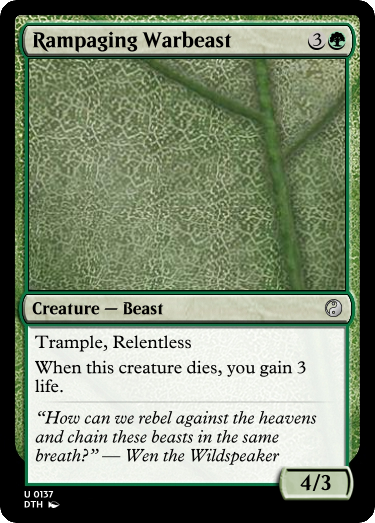 Rampaging Warbeast 3
Creature — Beast
Trample, Relentless
When this creature dies, you gain 3
life.
“How can we rebel against the heavens
and chain these beasts in the same
breath?” — Wen the Wildspeaker
4/3
U 0137
DTH